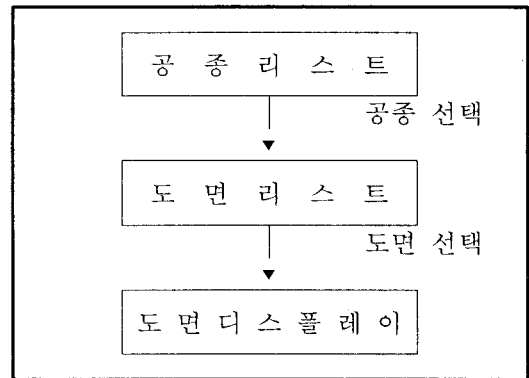 공 종 리 스 트
공종 선택
도 면 리 스 트
도면 선택
도 면 디 스 플 레 이